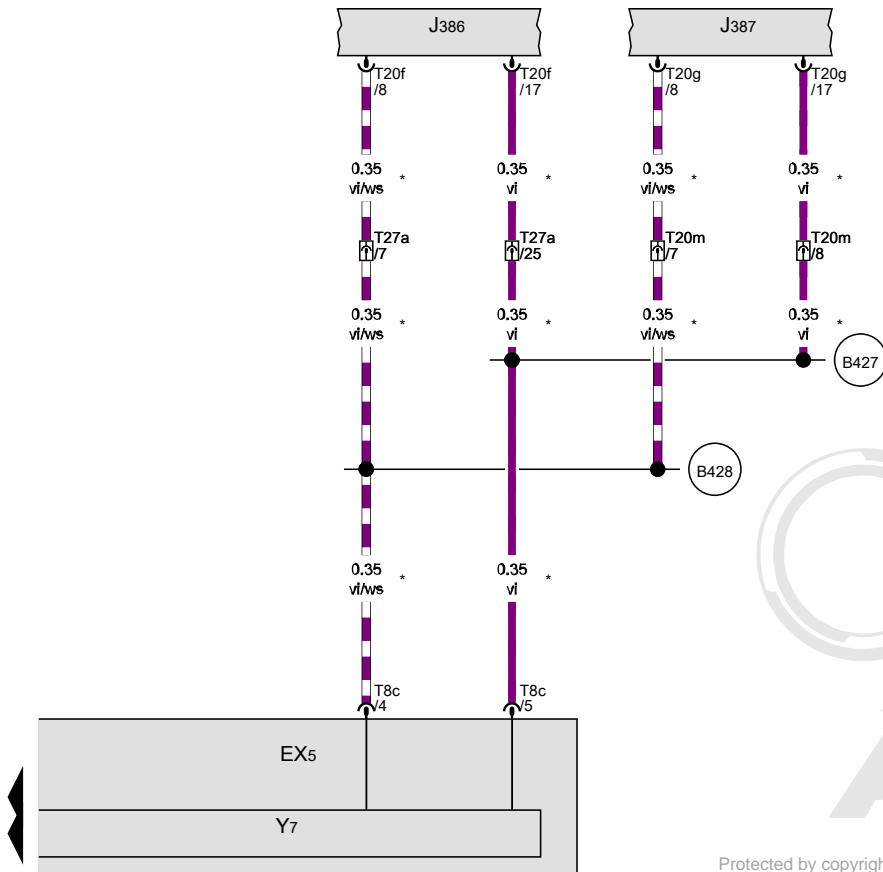 J386 J387
T20f T20f T20g T20g
/8 /17 /8 /17
0.35 * 0.35 * 0.35 * 0.35 *
vi/ws vi vi/ws vi
T27a T27a T20m T20m
/7 /25 /7 /8
0.35 * 0.35 * 0.35 * 0.35 *
vi/ws vi vi/ws vi
B427
B428
0.35 * 0.35 *
vi/ws vi
T8c T8c
/4 /5
EX5
Y7
Protected by copyrigh